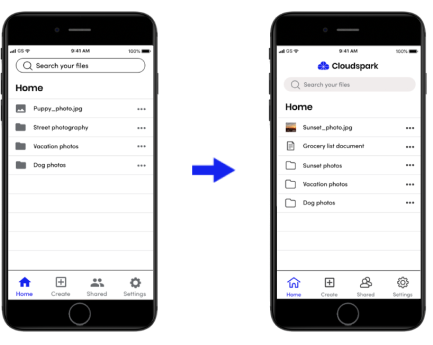 GS 9:41 AM 100%
Search your files
Home
Puppy_photo.jpg
Street photography
Vacation photos
Dog photos
Home Create Shared Settings
GS 9:41 AM 100%
Cloudspark
Search your files
Home
Sunset_photo.jpg
Grocery list document
Sunset photos
Vacation photos
Dog photos
Home Create Shared Settings